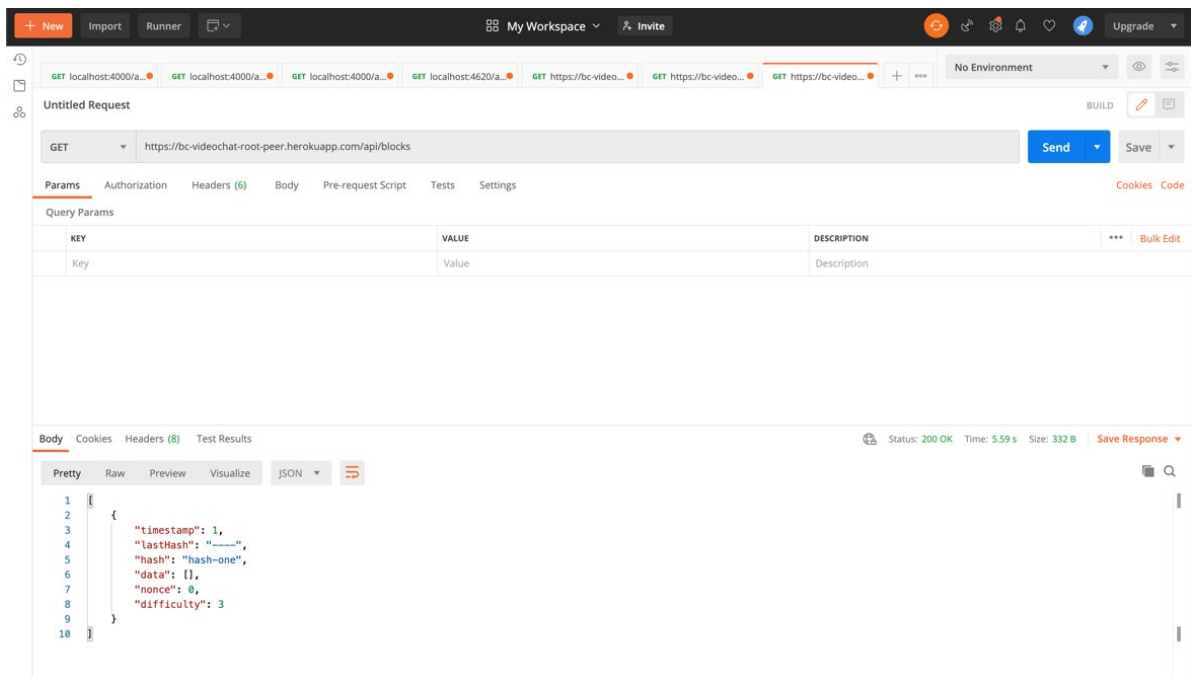 + New Import Runner My Workspace Invite Upgrade
GET localhost:4000/a... GET localhost:4000/a... GET localhost:4000/a... GET localhost:4620/a... GET https://bc-video... GET https://bc-video... GET https://bc-video... + ooo No Environment
Untitled Request BUILD
GET https://bc-videochat-root-peer.herokuapp.com/api/blocks Send Save
Params Authorization Headers (6) Body Pre-request Script Tests Settings Cookies Code
Query Params
KEY VALUE DESCRIPTION ••• Bulk Edit
Key Value Description
Body Cookies Headers (8) Test Results Status: 200 OK Time: 5.59 s Size: 332 B Save Response
Pretty Raw Preview Visualize JSON
1 [
2 {
3 "timestamp": 1,
4 "lastHash": "----",
5 "hash": "hash-one",
6 "data": [],
7 "nonce": 0,
8 "difficulty": 3
9 }
10 ]